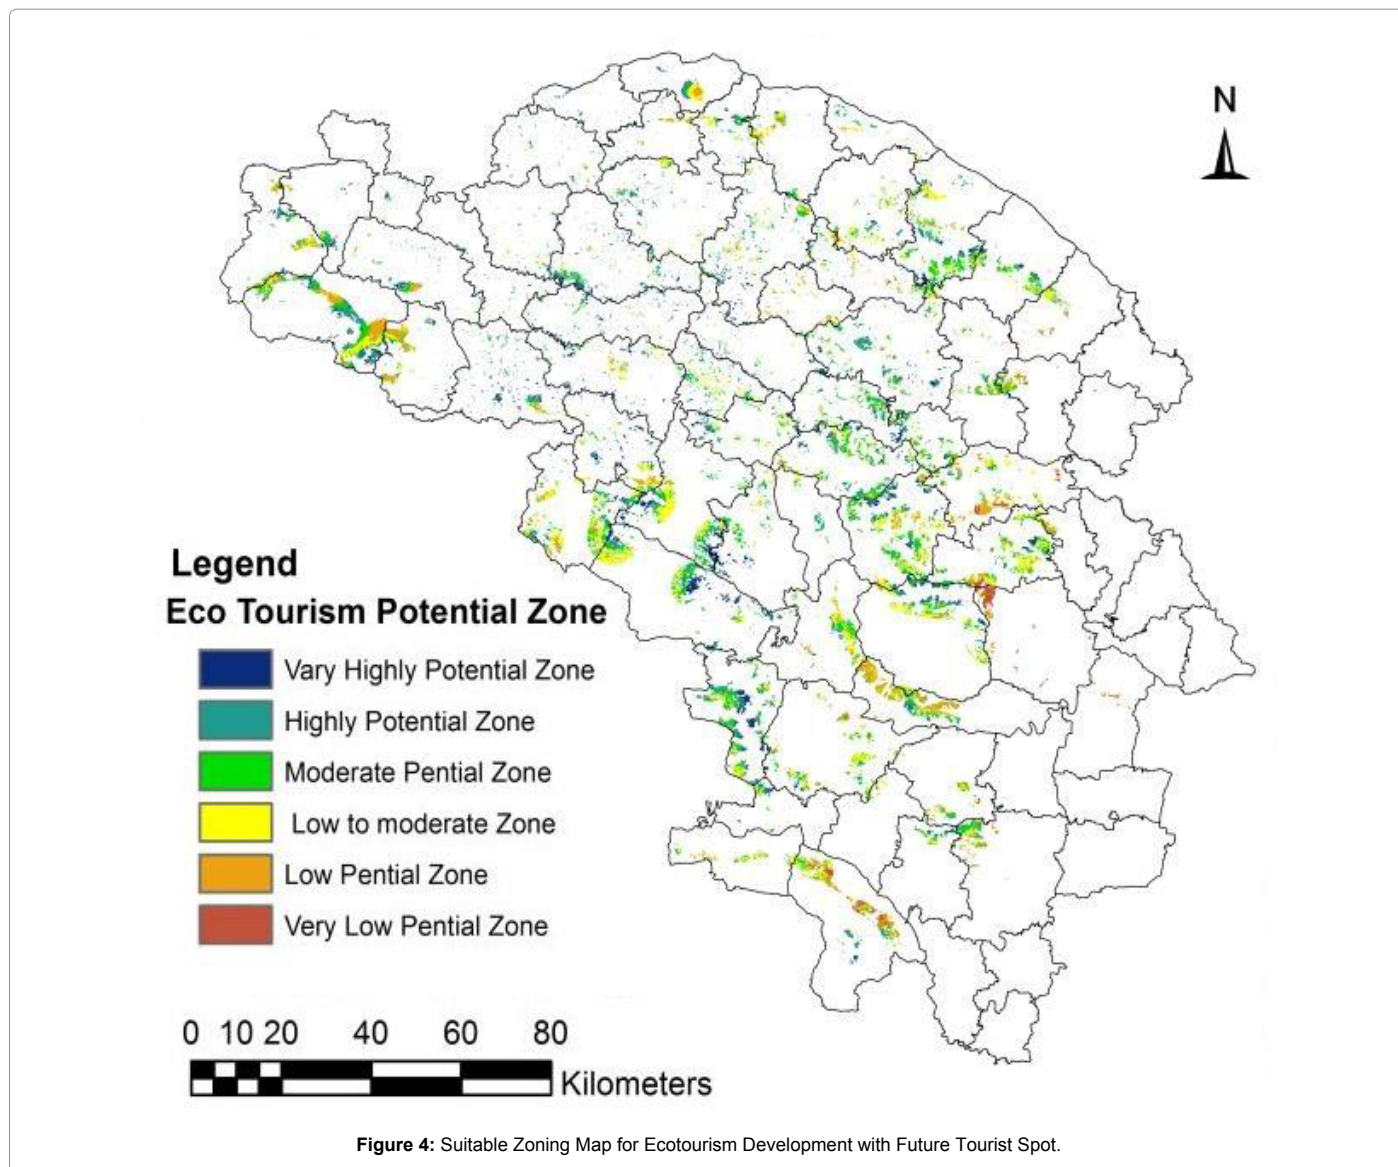 N
Legend
Eco Tourism Potential Zone
Vary Highly Potential Zone
Highly Potential Zone
Moderate Pential Zone
Low to moderate Zone
Low Pential Zone
Very Low Pential Zone
0 10 20 40 60 80
Kilometers
Figure 4: Suitable Zoning Map for Ecotourism Development with Future Tourist Spot.